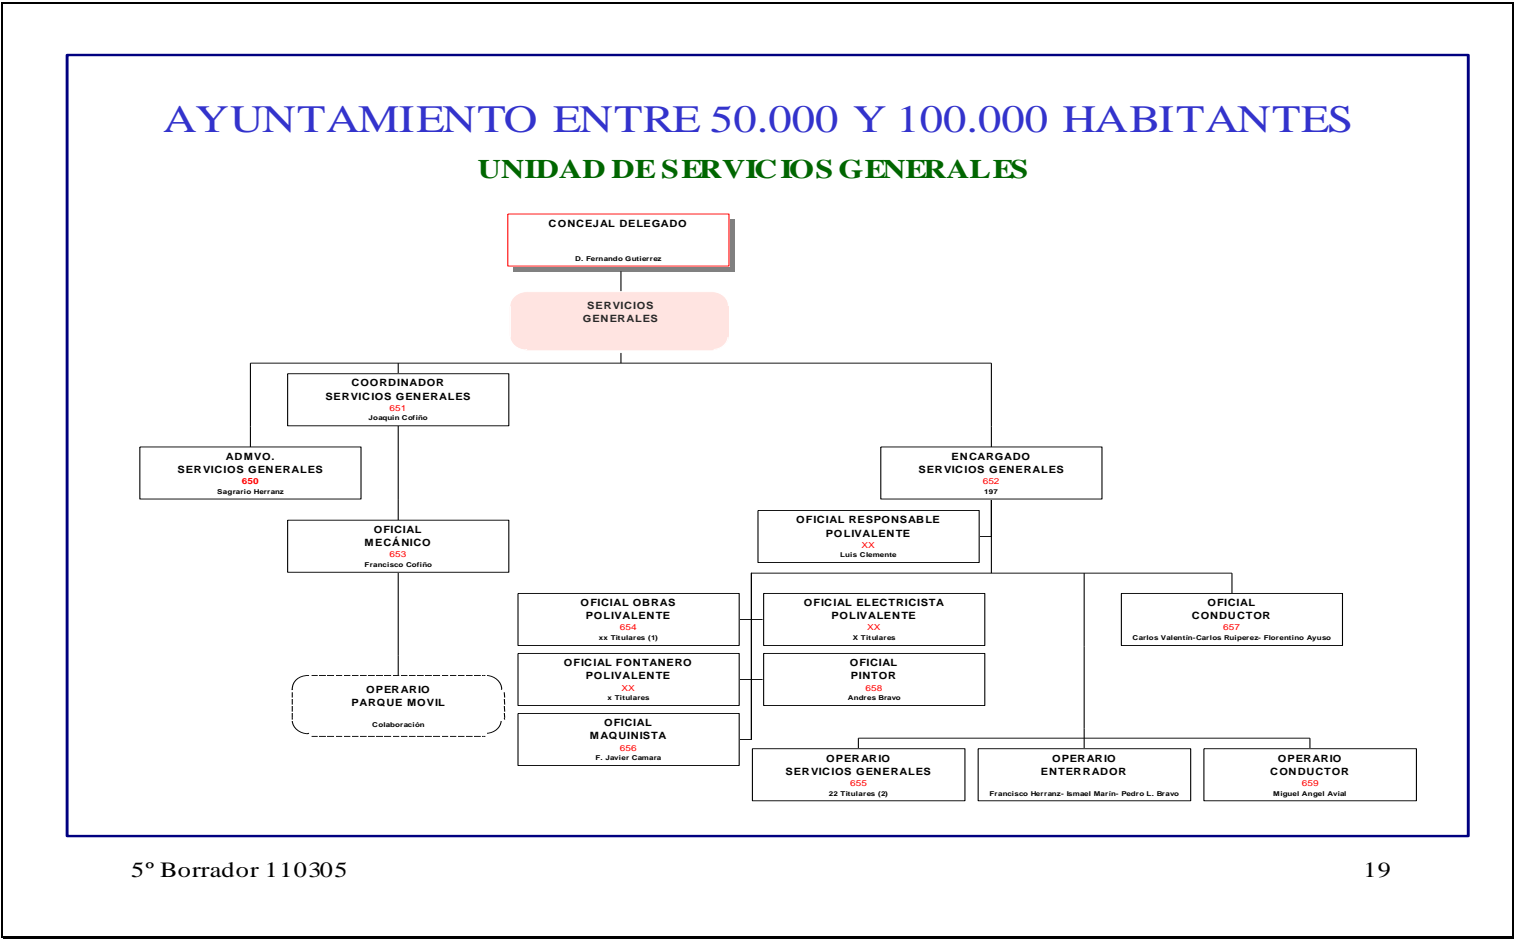 AYUNTAMIENTO ENTRE 50.000 Y 100.000 HABITANTES
UNIDAD DE SERVICIOS GENERALES
CONCEJAL DELEGADO
D. Fernando Gutierrez
SERVICIOS
GENERALES
COORDINADOR
SERVICIOS GENERALES
651
Joaquin Cofiño
ADMVO.
SERVICIOS GENERALES
650
Sagrario Herranz
ENCARGADO
SERVICIOS GENERALES
652
197
OFICIAL RESPONSABLE
POLIVALENTE
XX
Luis Clemente
OFICIAL
MECÁNICO
653
Francisco Cofiño
OFICIAL OBRAS
POLIVALENTE
654
xx Titulares (1)
OFICIAL ELECTRICISTA
POLIVALENTE
XX
X Titulares
OFICIAL
CONDUCTOR
657
Carlos Valentín-Carlos Ruiperez- Florentino Ayuso
OFICIAL FONTANERO
POLIVALENTE
XX
x Titulares
OFICIAL
PINTOR
658
Andres Bravo
OPERARIO
PARQUE MOVIL
Colaboración
OFICIAL
MAQUINISTA
656
F. Javier Camara
OPERARIO
SERVICIOS GENERALES
655
22 Titulares (2)
OPERARIO
ENTERRADOR
Francisco Herranz- Ismael Marín- Pedro L. Bravo
OPERARIO
CONDUCTOR
659
Miguel Angel Avial
5º Borrador 110305
19